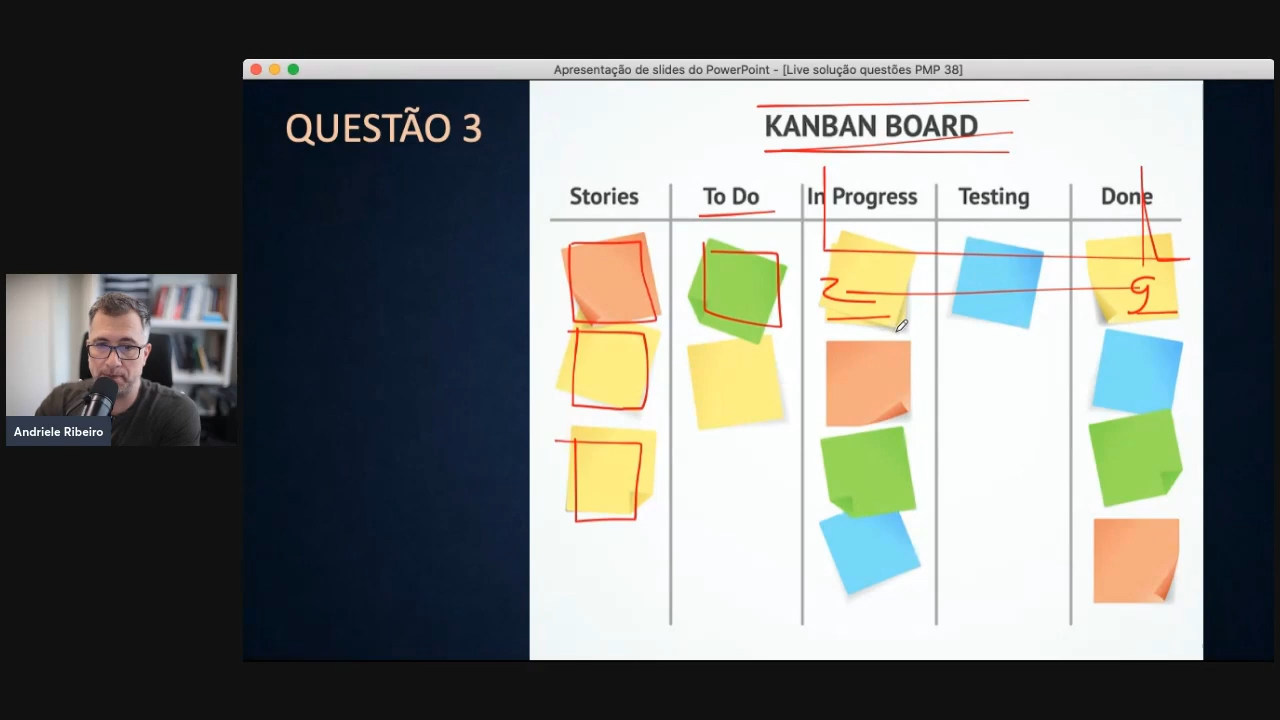 Apresentação de slides do PowerPoint - [Live solução questões PMP 38]
QUESTÃO 3
KANBAN BOARD
Stories To Do In Progress Testing Done
2 9
Andriele Ribeiro